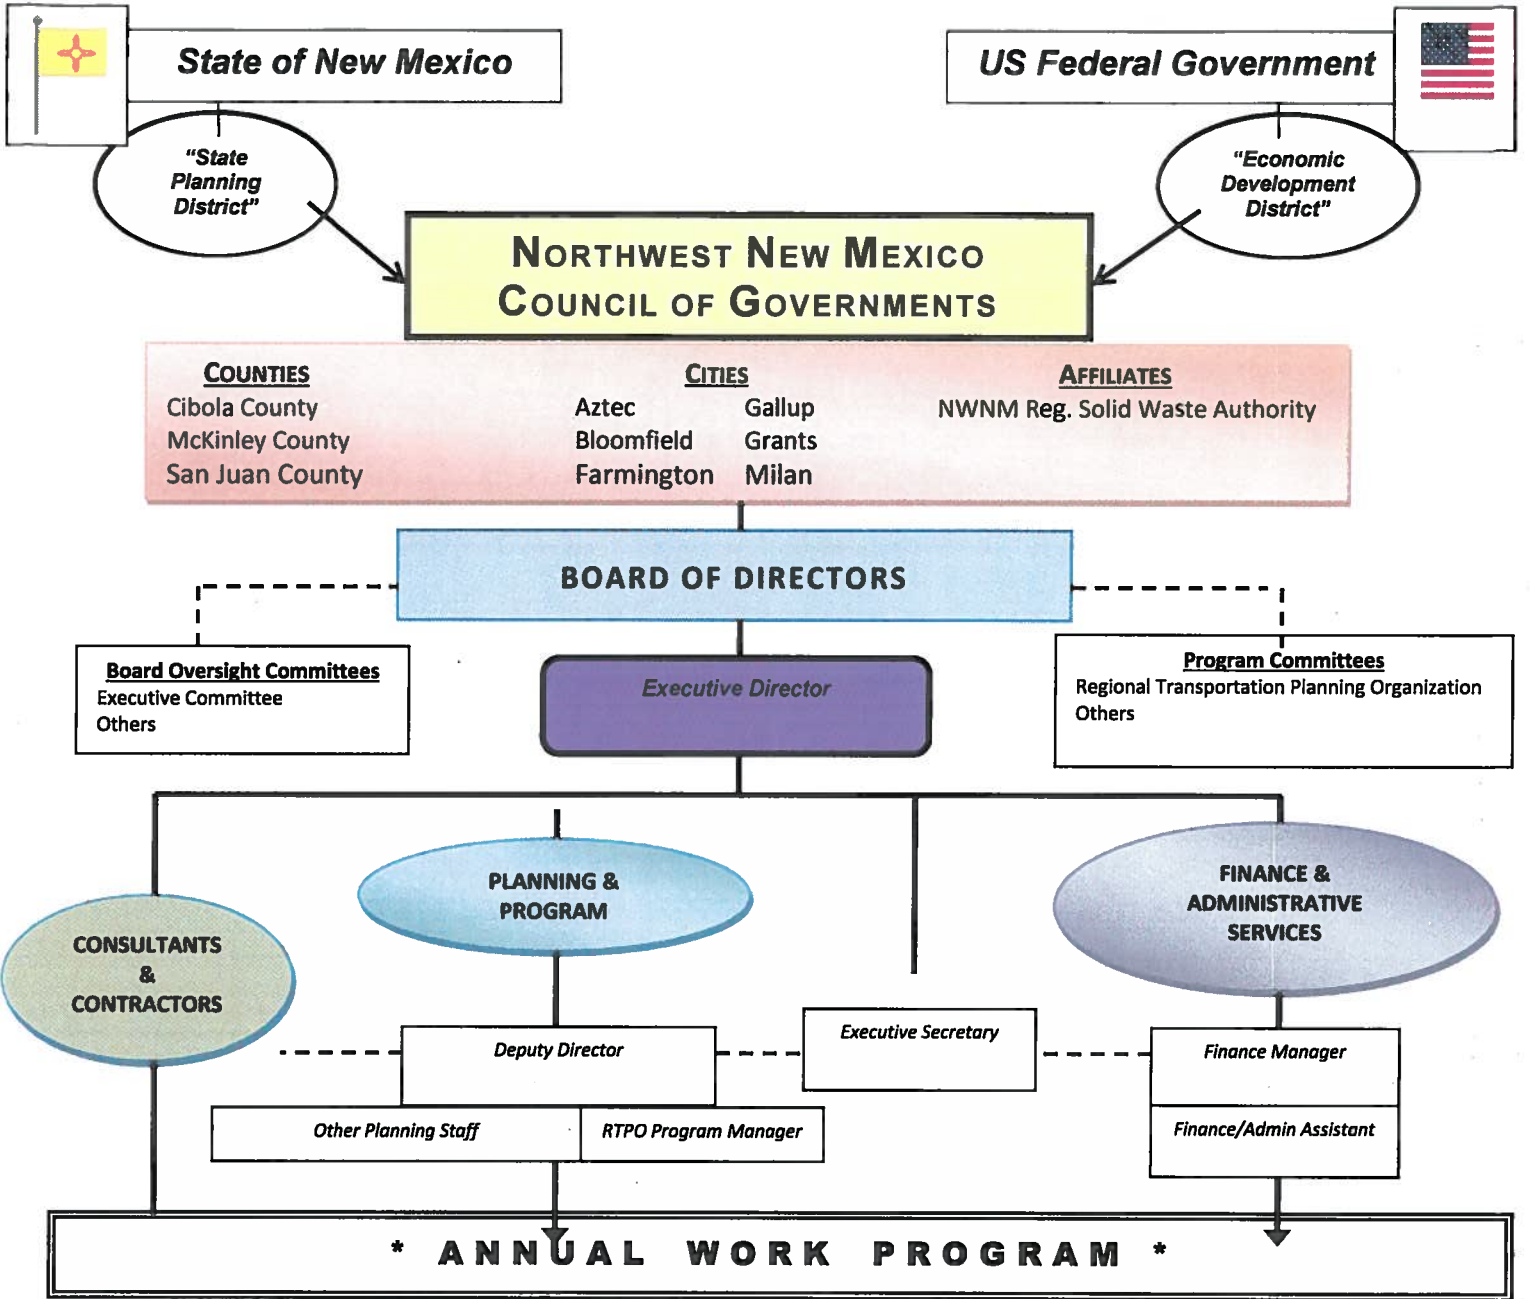 State of New Mexico
US Federal Government
“State
Planning
District”
“Economic
Development
District”
NORTHWEST NEW MEXICO
COUNCIL OF GOVERNMENTS
COUNTIES
Cibola County
McKinley County
San Juan County
CITIES
Aztec Gallup
Bloomfield Grants
Farmington Milan
AFFILIATES
NWNM Reg. Solid Waste Authority
BOARD OF DIRECTORS
Board Oversight Committees
Executive Committee
Others
Executive Director
Program Committees
Regional Transportation Planning Organization
Others
CONSULTANTS
&
CONTRACTORS
PLANNING &
PROGRAM
FINANCE &
ADMINISTRATIVE
SERVICES
Deputy Director
Executive Secretary
Finance Manager
Other Planning Staff
RTPO Program Manager
Finance/Admin Assistant
* ANNUAL WORK PROGRAM *